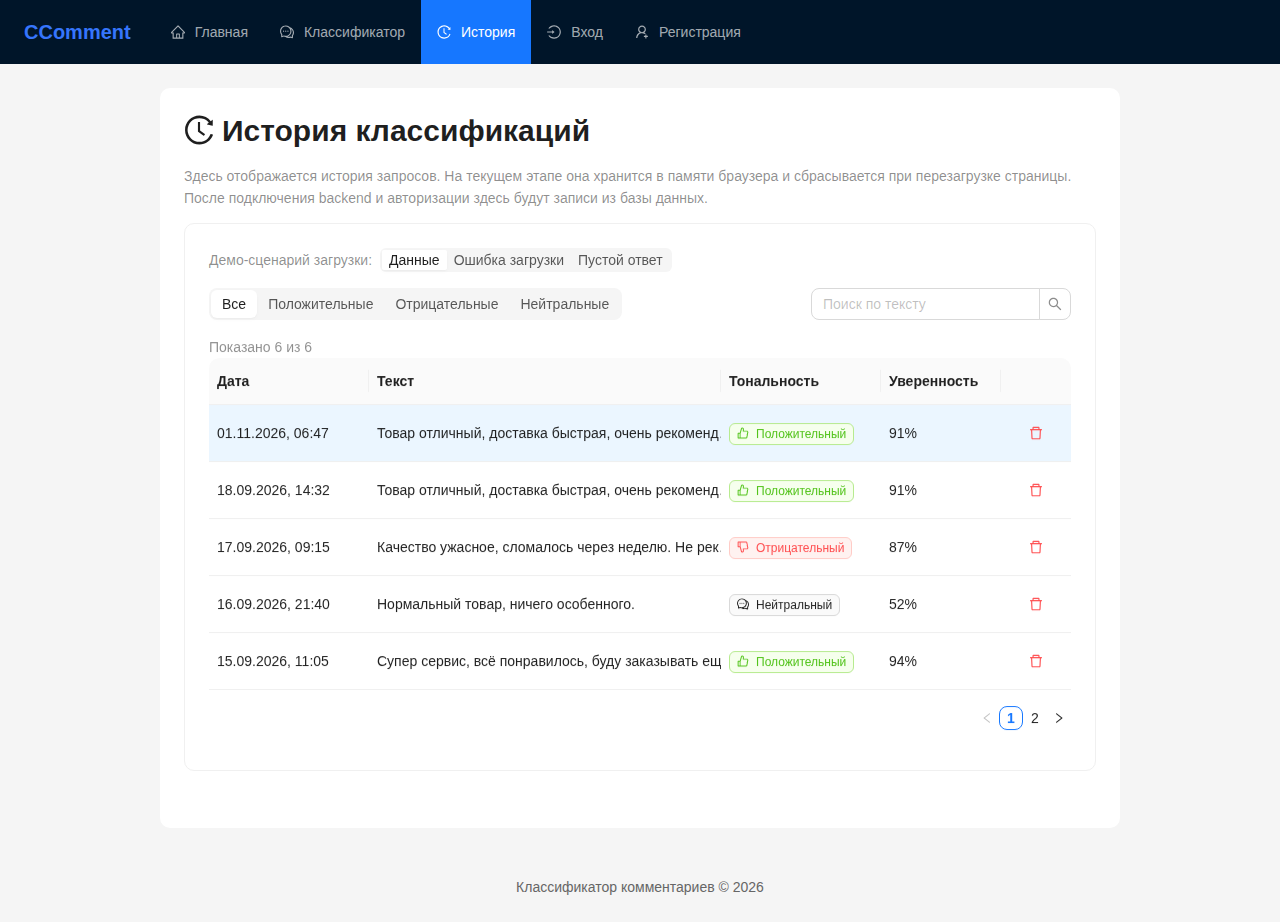 CComment
Главная
Классификатор
История
Вход
Регистрация
История классификаций
Здесь отображается история запросов. На текущем этапе она хранится в памяти браузера и сбрасывается при перезагрузке страницы.
После подключения backend и авторизации здесь будут записи из базы данных.
Демо-сценарий загрузки: Данные Ошибка загрузки Пустой ответ
Все Положительные Отрицательные Нейтральные Поиск по тексту
Показано 6 из 6
Дата Текст Тональность Уверенность
01.11.2026, 06:47 Товар отличный, доставка быстрая, очень рекоменд. Положительный 91%
18.09.2026, 14:32 Товар отличный, доставка быстрая, очень рекоменд. Положительный 91%
17.09.2026, 09:15 Качество ужасное, сломалось через неделю. Не рек. Отрицательный 87%
16.09.2026, 21:40 Нормальный товар, ничего особенного. Нейтральный 52%
15.09.2026, 11:05 Супер сервис, всё понравилось, буду заказывать ещ Положительный 94%
1 2
Классификатор комментариев © 2026